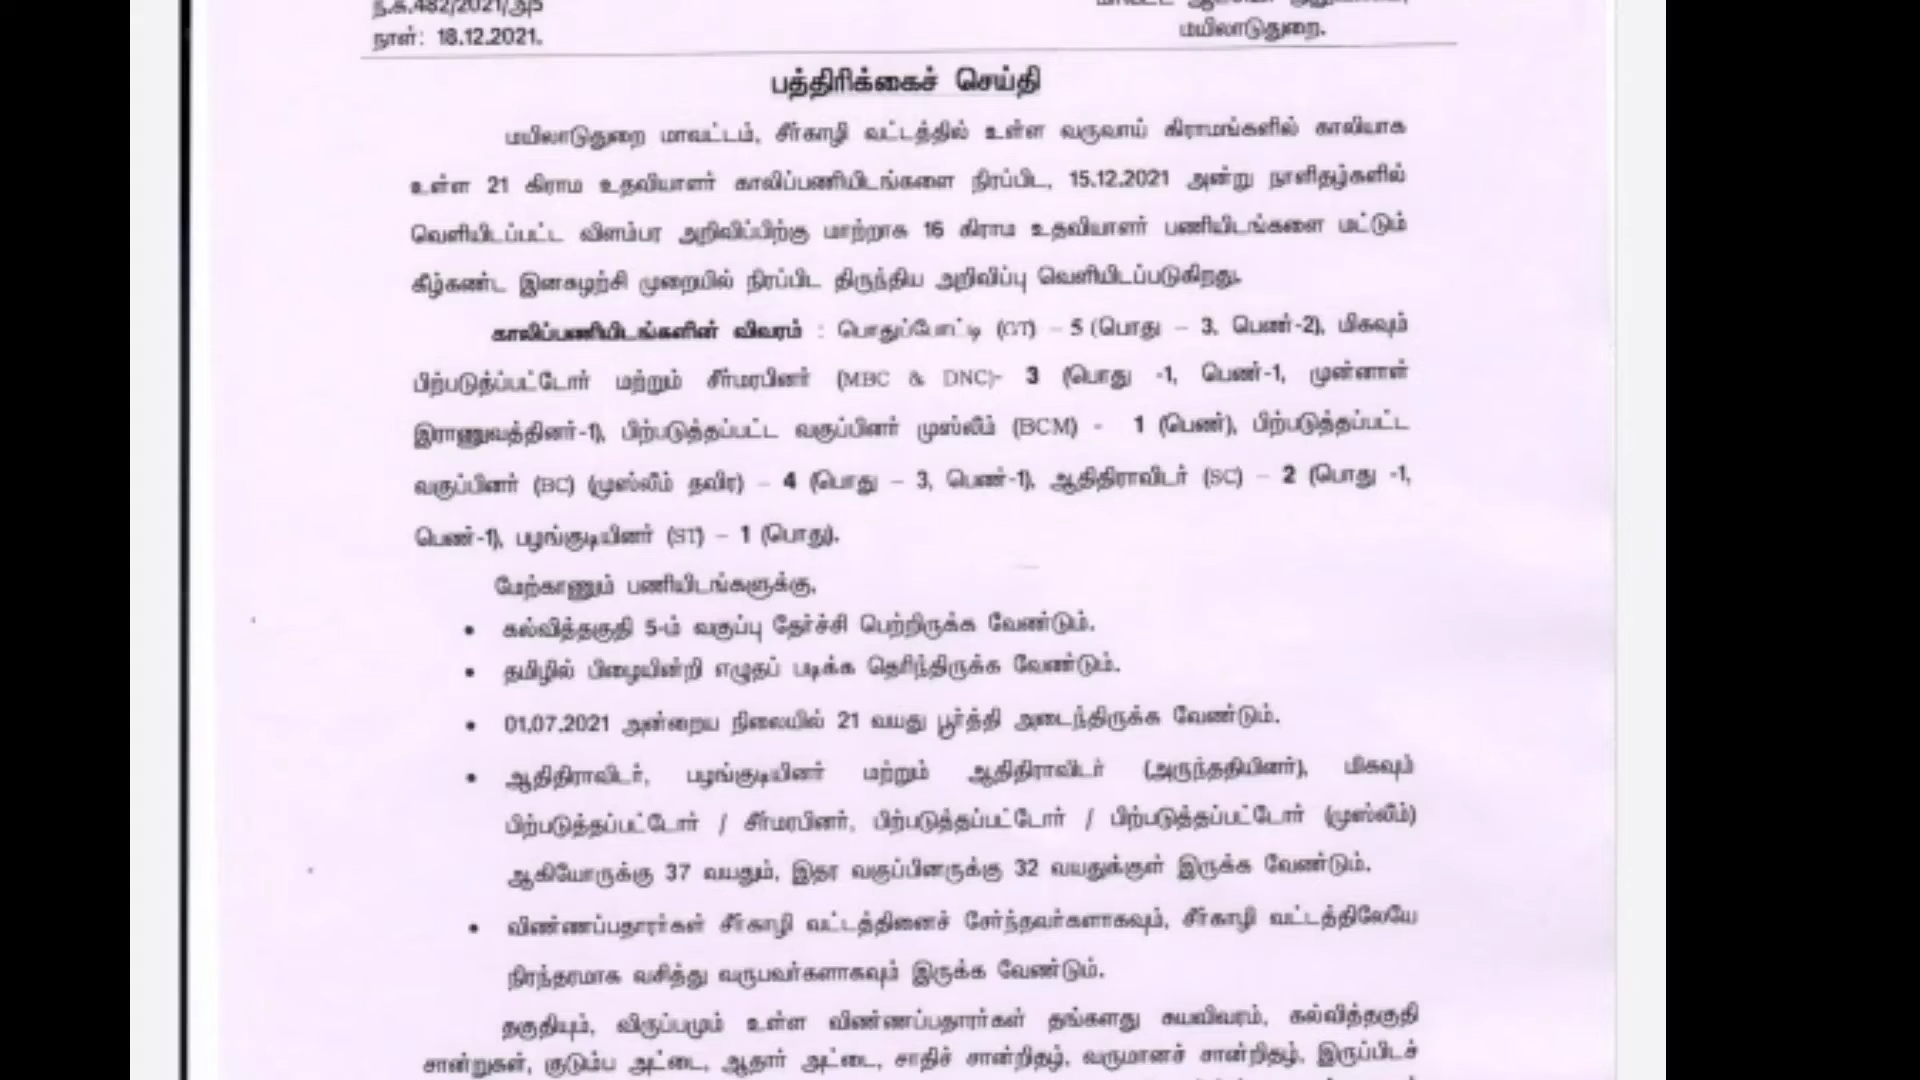 ந.க.482/2021/அ5
நாள்: 18.12.2021.
மயிலாடுதுறை.
பத்திரிக்கைச் செய்தி
மயிலாடுதுறை மாவட்டம், சீர்காழி வட்டத்தில் உள்ள வருவாய் கிராமங்களில் காலியாக
உள்ள 21 கிராம உதவியாளர் காலிப்பணியிடங்களை நிரப்பிட, 15.12.2021 அன்று நாளிதழ்களில்
வெளியிடப்பட்ட விளம்பர அறிவிப்பிற்கு மாற்றாக 16 கிராம உதவியாளர் பணியிடங்களை மட்டும்
கீழ்கண்ட இனசுழற்சி முறையில் நிரப்பிட திருந்திய அறிவிப்பு வெளியிடப்படுகிறது.
காலிப்பணியிடங்களின் விவரம் : பொதுப்போட்டி (GT) – 5 (பொது – 3, பெண்-2), மிகவும்
பிற்படுத்ப்பட்டோர் மற்றும் சீர்மரபினர் (MBC & DNC)- 3 (பொது -1, பெண்-1, முன்னாள்
இராணுவத்தினர்-1), பிற்படுத்தப்பட்ட வகுப்பினர் முஸ்லீம் (BCM) - 1 (பெண்), பிற்படுத்தப்பட்ட
வகுப்பினர் (BC) (முஸ்லீம் தவிர) – 4 (பொது – 3, பெண்-1), ஆதிதிராவிடர் (SC) – 2 (பொது -1,
பெண்-1), பழங்குடியினர் (ST) – 1 (பொது).
மேற்காணும் பணியிடங்களுக்கு,
• கல்வித்தகுதி 5-ம் வகுப்பு தேர்ச்சி பெற்றிருக்க வேண்டும்.
• தமிழில் பிழையின்றி எழுதப் படிக்க தெரிந்திருக்க வேண்டும்.
• 01.07.2021 அன்றைய நிலையில் 21 வயது பூர்த்தி அடைந்திருக்க வேண்டும்.
• ஆதிதிராவிடர், பழங்குடியினர் மற்றும் ஆதிதிராவிடர் (அருந்ததியினர்), மிகவும்
பிற்படுத்தப்பட்டோர் / சீர்மரபினர், பிற்படுத்தப்பட்டோர் / பிற்படுத்தப்பட்டோர் (முஸ்லீம்)
ஆகியோருக்கு 37 வயதும், இதர வகுப்பினருக்கு 32 வயதுக்குள் இருக்க வேண்டும்.
• விண்ணப்பதாரர்கள் சீர்காழி வட்டத்தினைச் சேர்ந்தவர்களாகவும், சீர்காழி வட்டத்திலேயே
நிரந்தரமாக வசித்து வருபவர்களாகவும் இருக்க வேண்டும்.
தகுதியும், விருப்பமும் உள்ள விண்ணப்பதாரர்கள் தங்களது சுயவிவரம், கல்வித்தகுதி
சான்றுகள், குடும்ப அட்டை, ஆதார் அட்டை, சாதிச் சான்றிதழ், வருமானச் சான்றிதழ், இருப்பிடச்